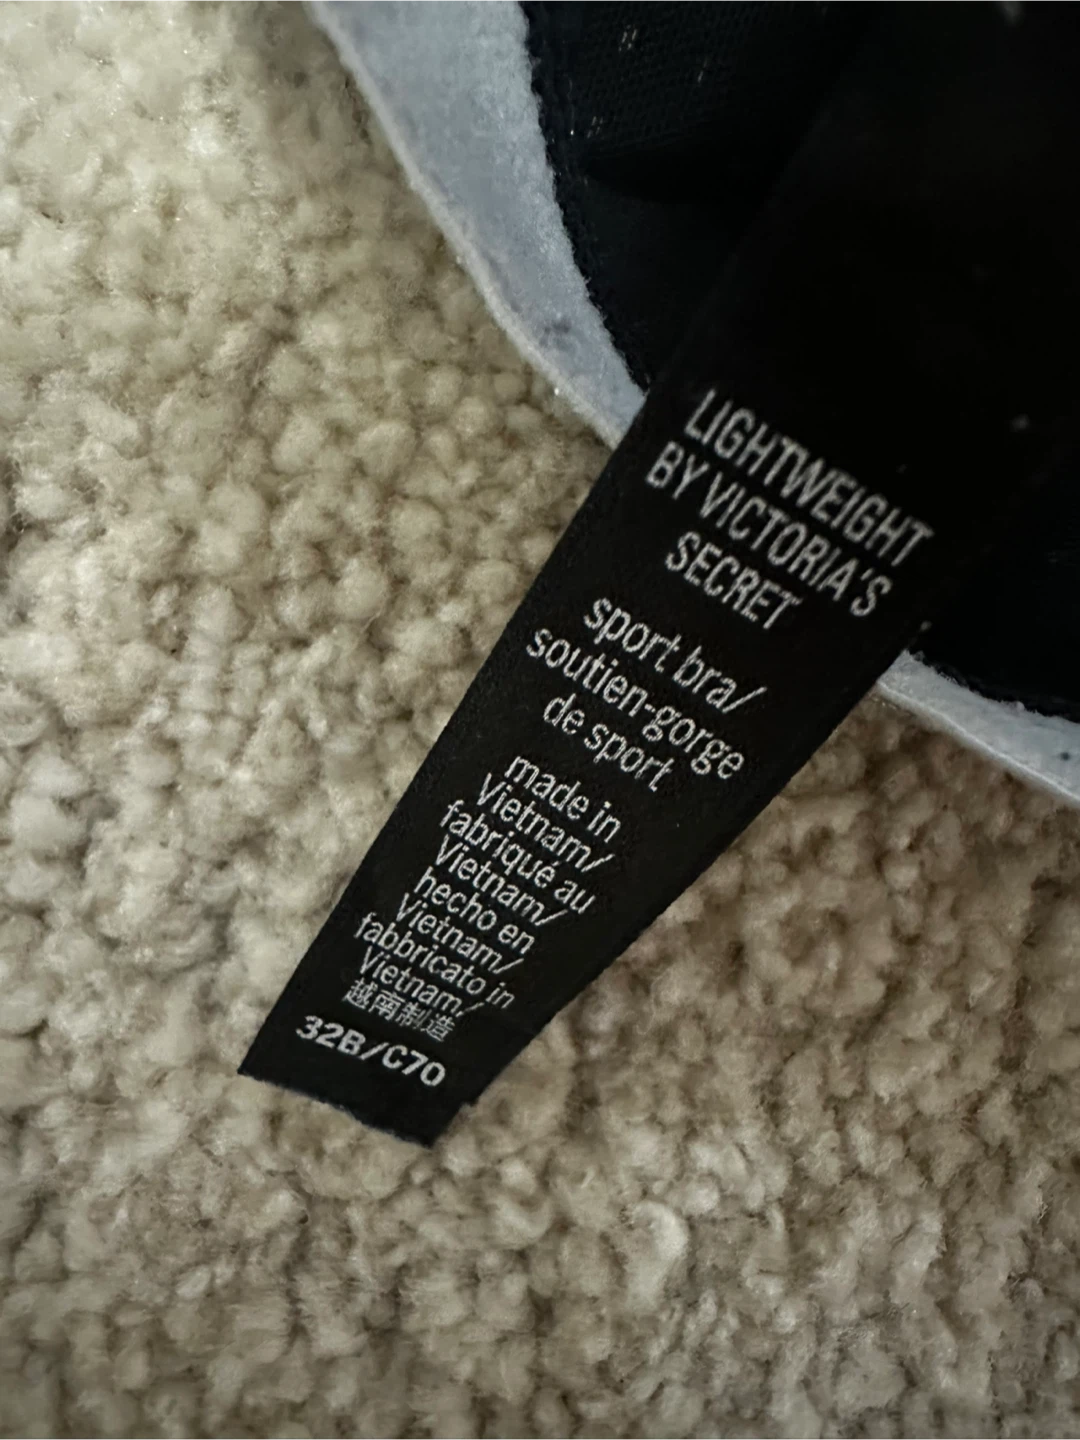 LIGHTWEIGHT
BY VICTORIA'S
SECRET
sport bra/
soutien-gorge
de sport
made in
Vietnam/
fabriqué au
Vietnam/
hecho en
Vietnam/
fabbricato in
Vietnam/
越南制造
32B/C70